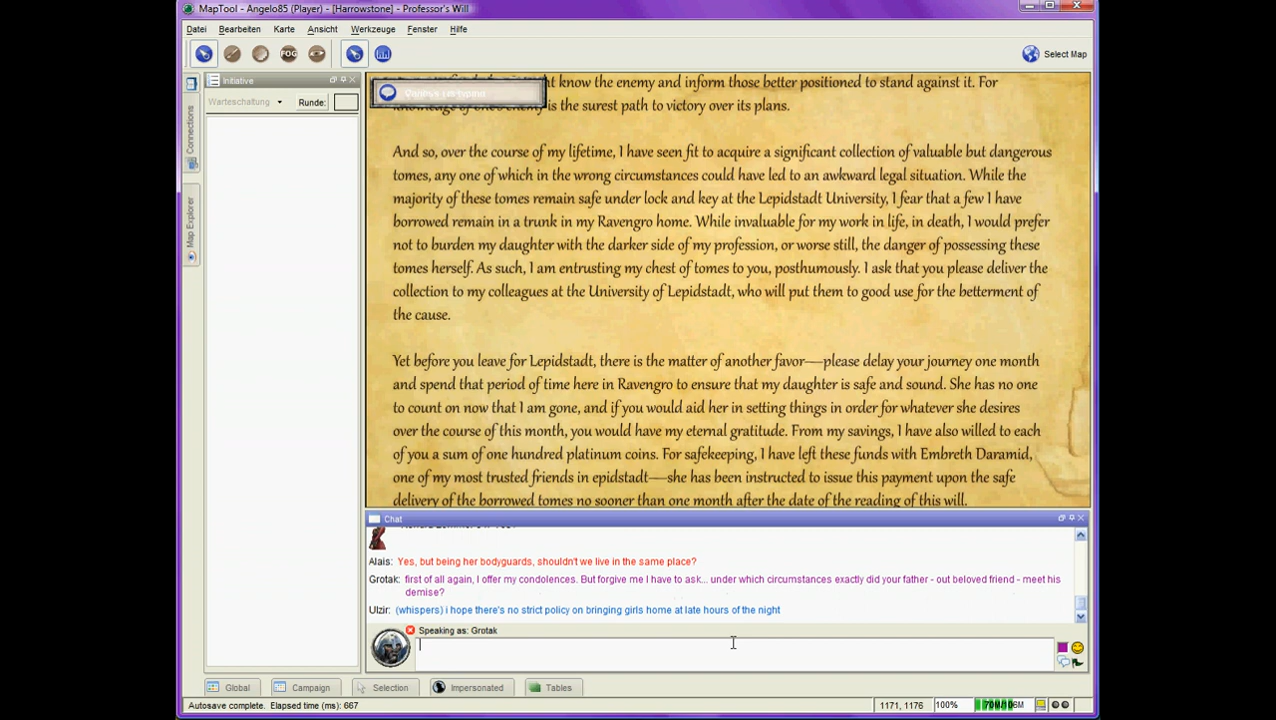 MapTool - Angelo85 (Player) - [Harrowstone] - Professor's Will
Datei Bearbeiten Karte Ansicht Werkzeuge Fenster Hilfe
FOG
Select Map
Initiative
Warteschaltung Runde:
Connections
Map Explorer
know the enemy and inform those better positioned to stand against it. For
is the surest path to victory over its plans.
And so, over the course of my lifetime, I have seen fit to acquire a significant collection of valuable but dangerous
tomes, any one of which in the wrong circumstances could have led to an awkward legal situation. While the
majority of these tomes remain safe under lock and key at the Lepidstadt University, I fear that a few I have
borrowed remain in a trunk in my Ravengro home. While invaluable for my work in life, in death, I would prefer
not to burden my daughter with the darker side of my profession, or worse still, the danger of possessing these
tomes herself. As such, I am entrusting my chest of tomes to you, posthumously. I ask that you please deliver the
collection to my colleagues at the University of Lepidstadt, who will put them to good use for the betterment of
the cause.
Yet before you leave for Lepidstadt, there is the matter of another favor—please delay your journey one month
and spend that period of time here in Ravengro to ensure that my daughter is safe and sound. She has no one
to count on now that I am gone, and if you would aid her in setting things in order for whatever she desires
over the course of this month, you would have my eternal gratitude. From my savings, I have also willed to each
of you a sum of one hundred platinum coins. For safekeeping, I have left these funds with Embreth Daramid,
one of my most trusted friends in epidstadt—she has been instructed to issue this payment upon the safe
delivery of the borrowed tomes no sooner than one month after the date of the reading of this will.
Chat
Alais: Yes, but being her bodyguards, shouldn't we live in the same place?
Grotak: first of all again, I offer my condolences. But forgive me I have to ask... under which circumstances exactly did your father - out beloved friend - meet his
demise?
Ulzir: (whispers) i hope there's no strict policy on bringing girls home at late hours of the night
Speaking as: Grotak
Global Campaign Selection Impersonated Tables
Autosave complete. Elapsed time (ms): 667 1171, 1176 100% 70M/106M